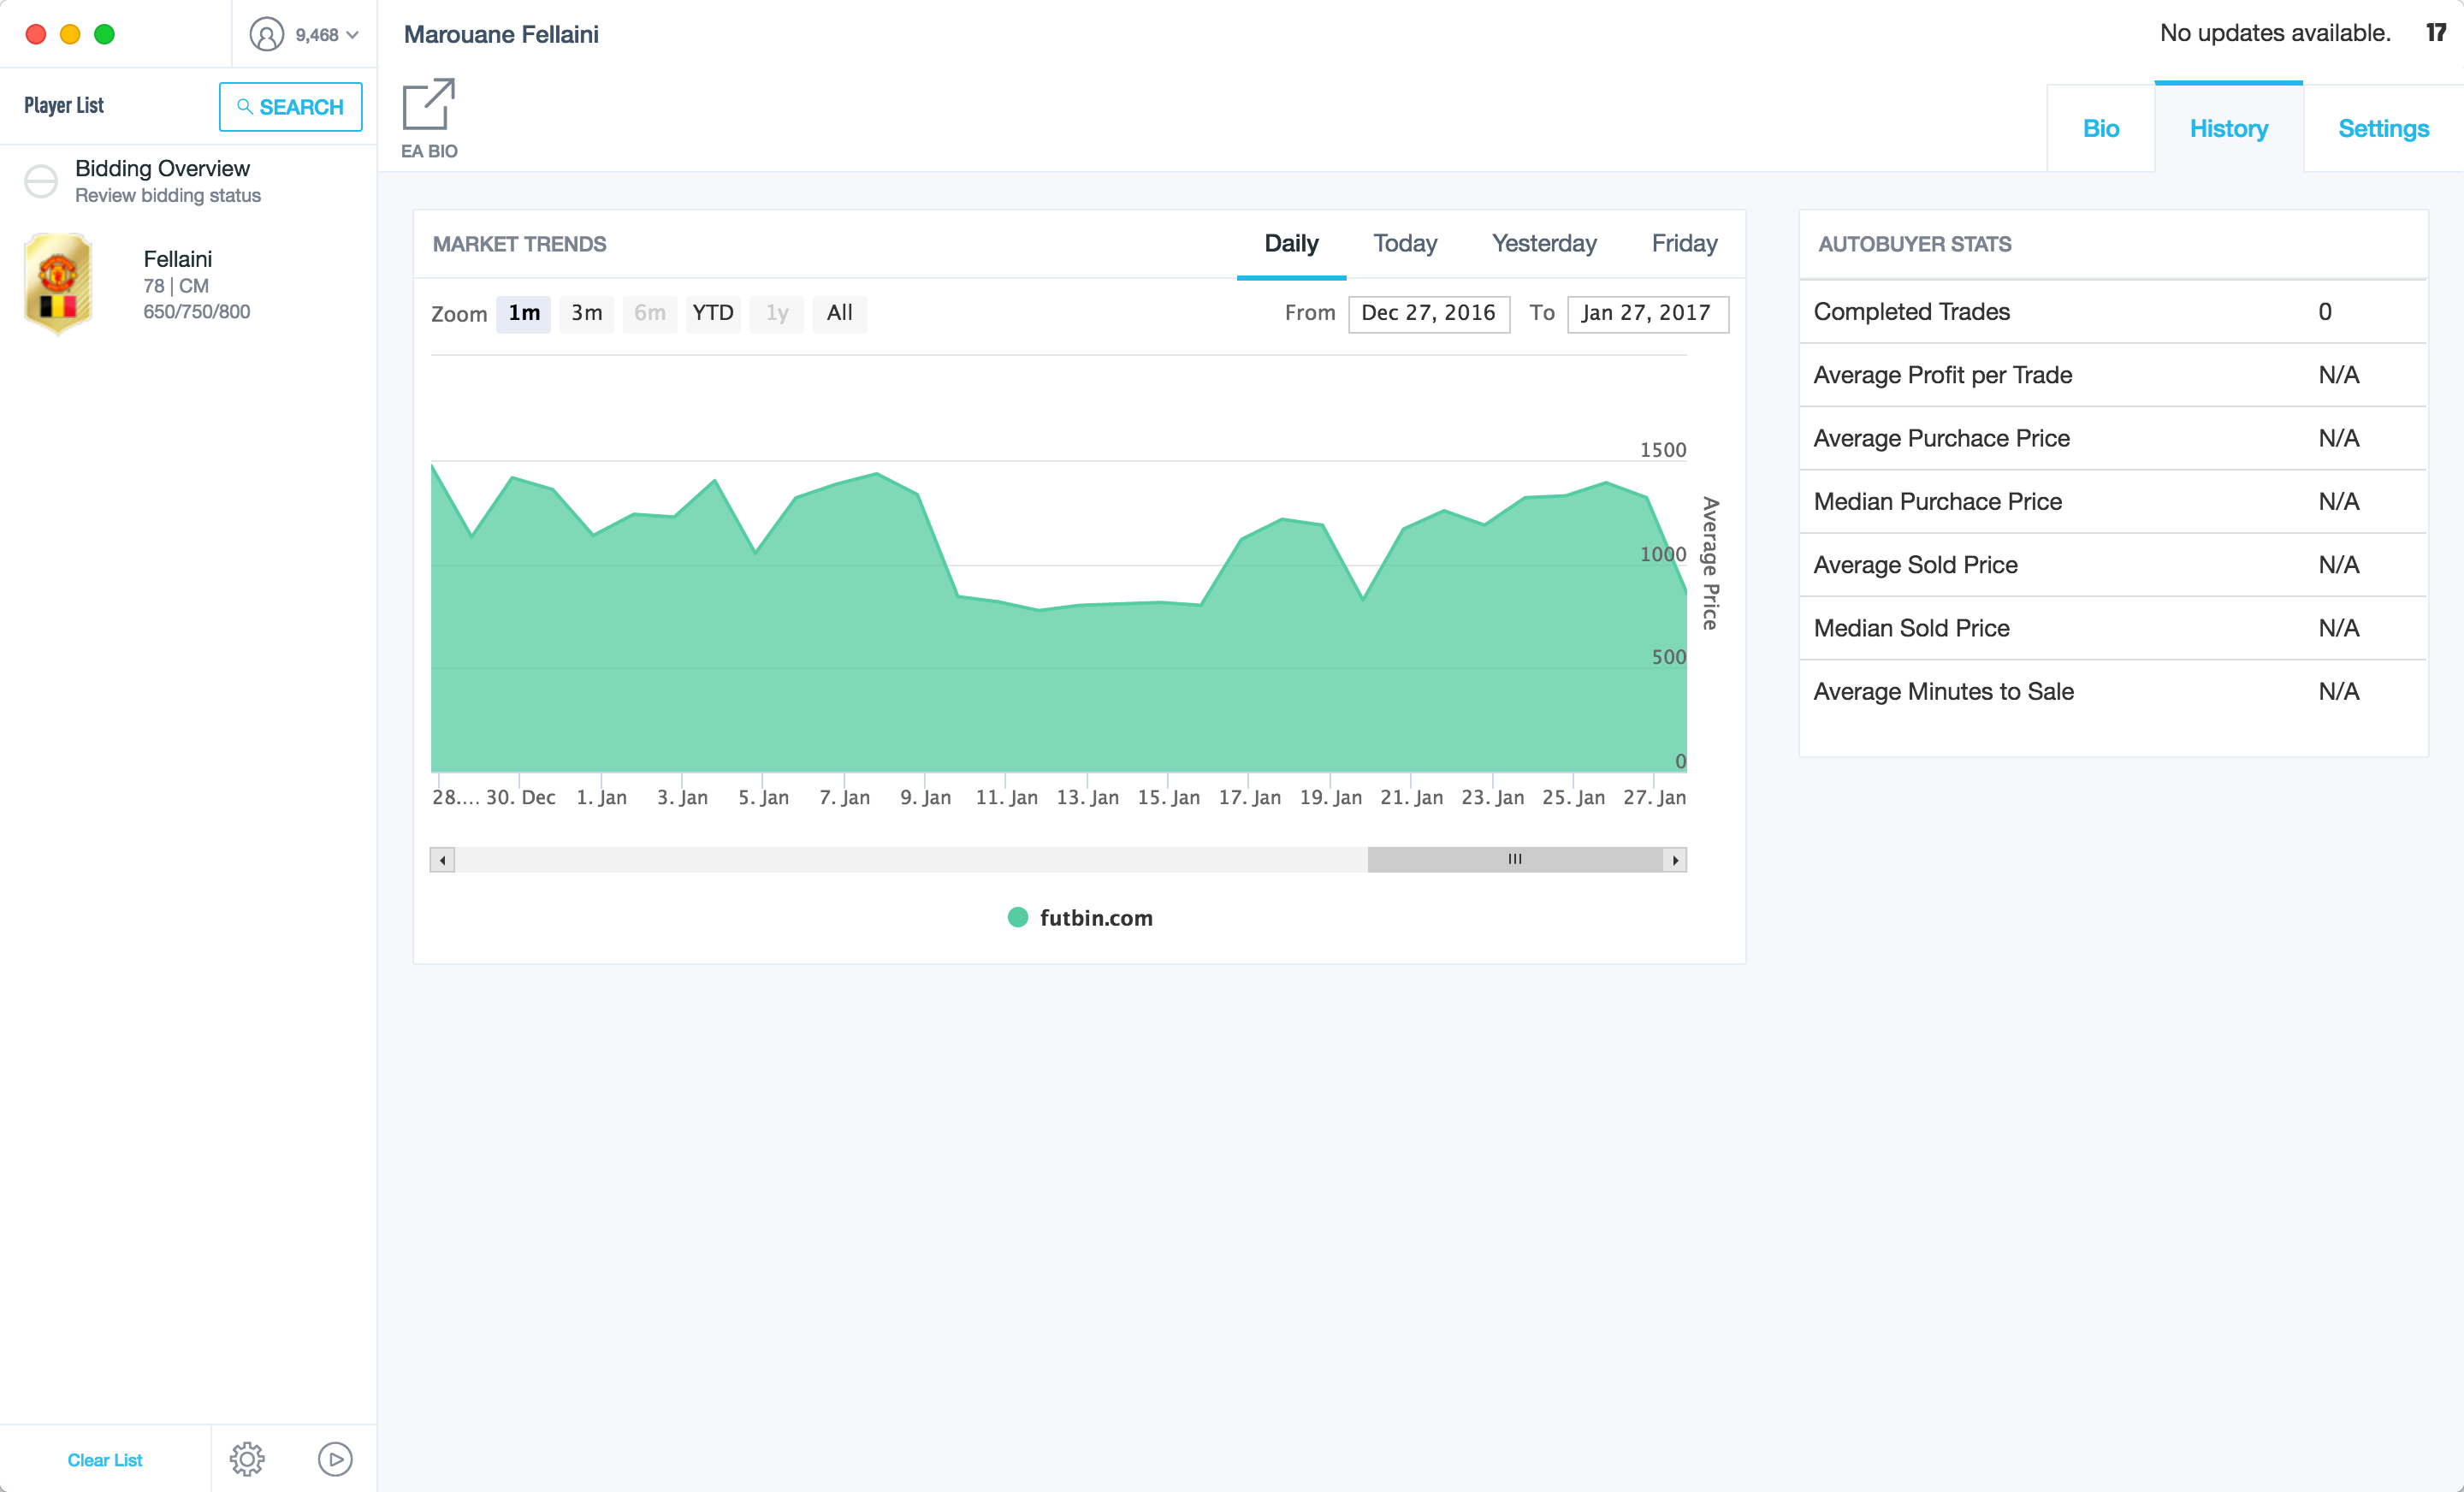 9,468
Marouane Fellaini
No updates available.
17
Player List
SEARCH
EA BIO
Bio
History
Settings
Bidding Overview
Review bidding status
Fellaini
78 | CM
650/750/800
MARKET TRENDS
Daily
Today
Yesterday
Friday
Zoom
1m
3m
6m
YTD
1y
All
From
Dec 27, 2016
To
Jan 27, 2017
1500
1000
500
0
Average Price
28.... 30. Dec 1. Jan 3. Jan 5. Jan 7. Jan 9. Jan 11. Jan 13. Jan 15. Jan 17. Jan 19. Jan 21. Jan 23. Jan 25. Jan 27. Jan
futbin.com
AUTOBUYER STATS
Completed Trades 0
Average Profit per Trade N/A
Average Purchace Price N/A
Median Purchace Price N/A
Average Sold Price N/A
Median Sold Price N/A
Average Minutes to Sale N/A
Clear List